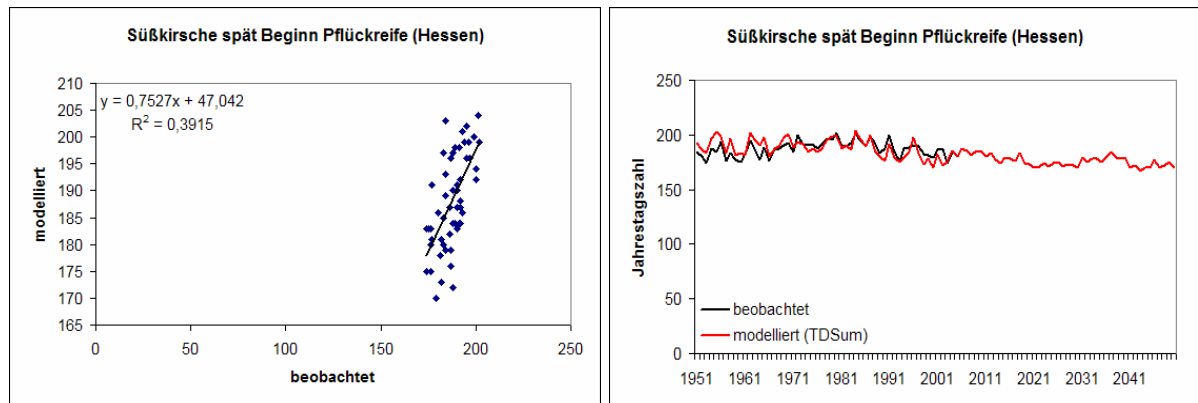 Süßkirsche spät Beginn Pflückreife (Hessen)
y = 0,7527x + 47,042
R² = 0,3915
modelliert
210
205
200
195
190
185
180
175
170
165
0 50 100 150 200 250
beobachtet
Süßkirsche spät Beginn Pflückreife (Hessen)
Jahrestagszahl
250
200
150
100
50
0
beobachtet
modelliert (TDSum)
1951 1961 1971 1981 1991 2001 2011 2021 2031 2041